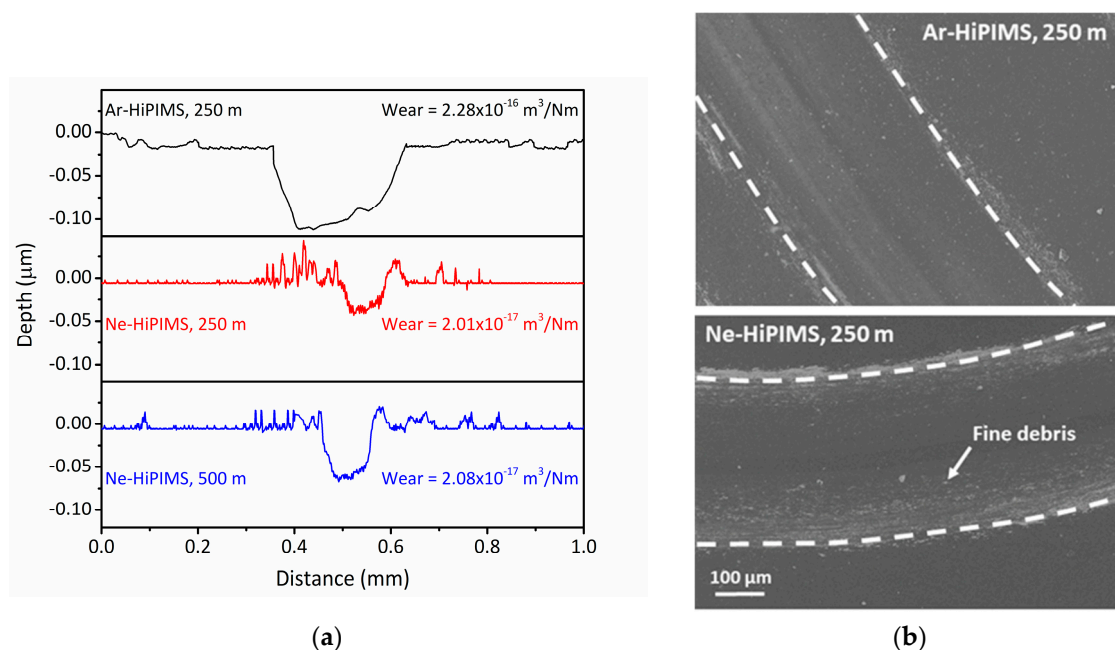 Ar-HiPIMS, 250 m
Wear = 2.28x10⁻¹⁶ m³/Nm
0.00
-0.05
-0.10
Ne-HiPIMS, 250 m
Wear = 2.01x10⁻¹⁷ m³/Nm
0.00
-0.05
-0.10
Ne-HiPIMS, 500 m
Wear = 2.08x10⁻¹⁷ m³/Nm
0.00
-0.05
-0.10
Depth (μm)
0.0 0.2 0.4 0.6 0.8 1.0
Distance (mm)
(a)
Ar-HiPIMS, 250 m
Ne-HiPIMS, 250 m
Fine debris
100 μm
(b)